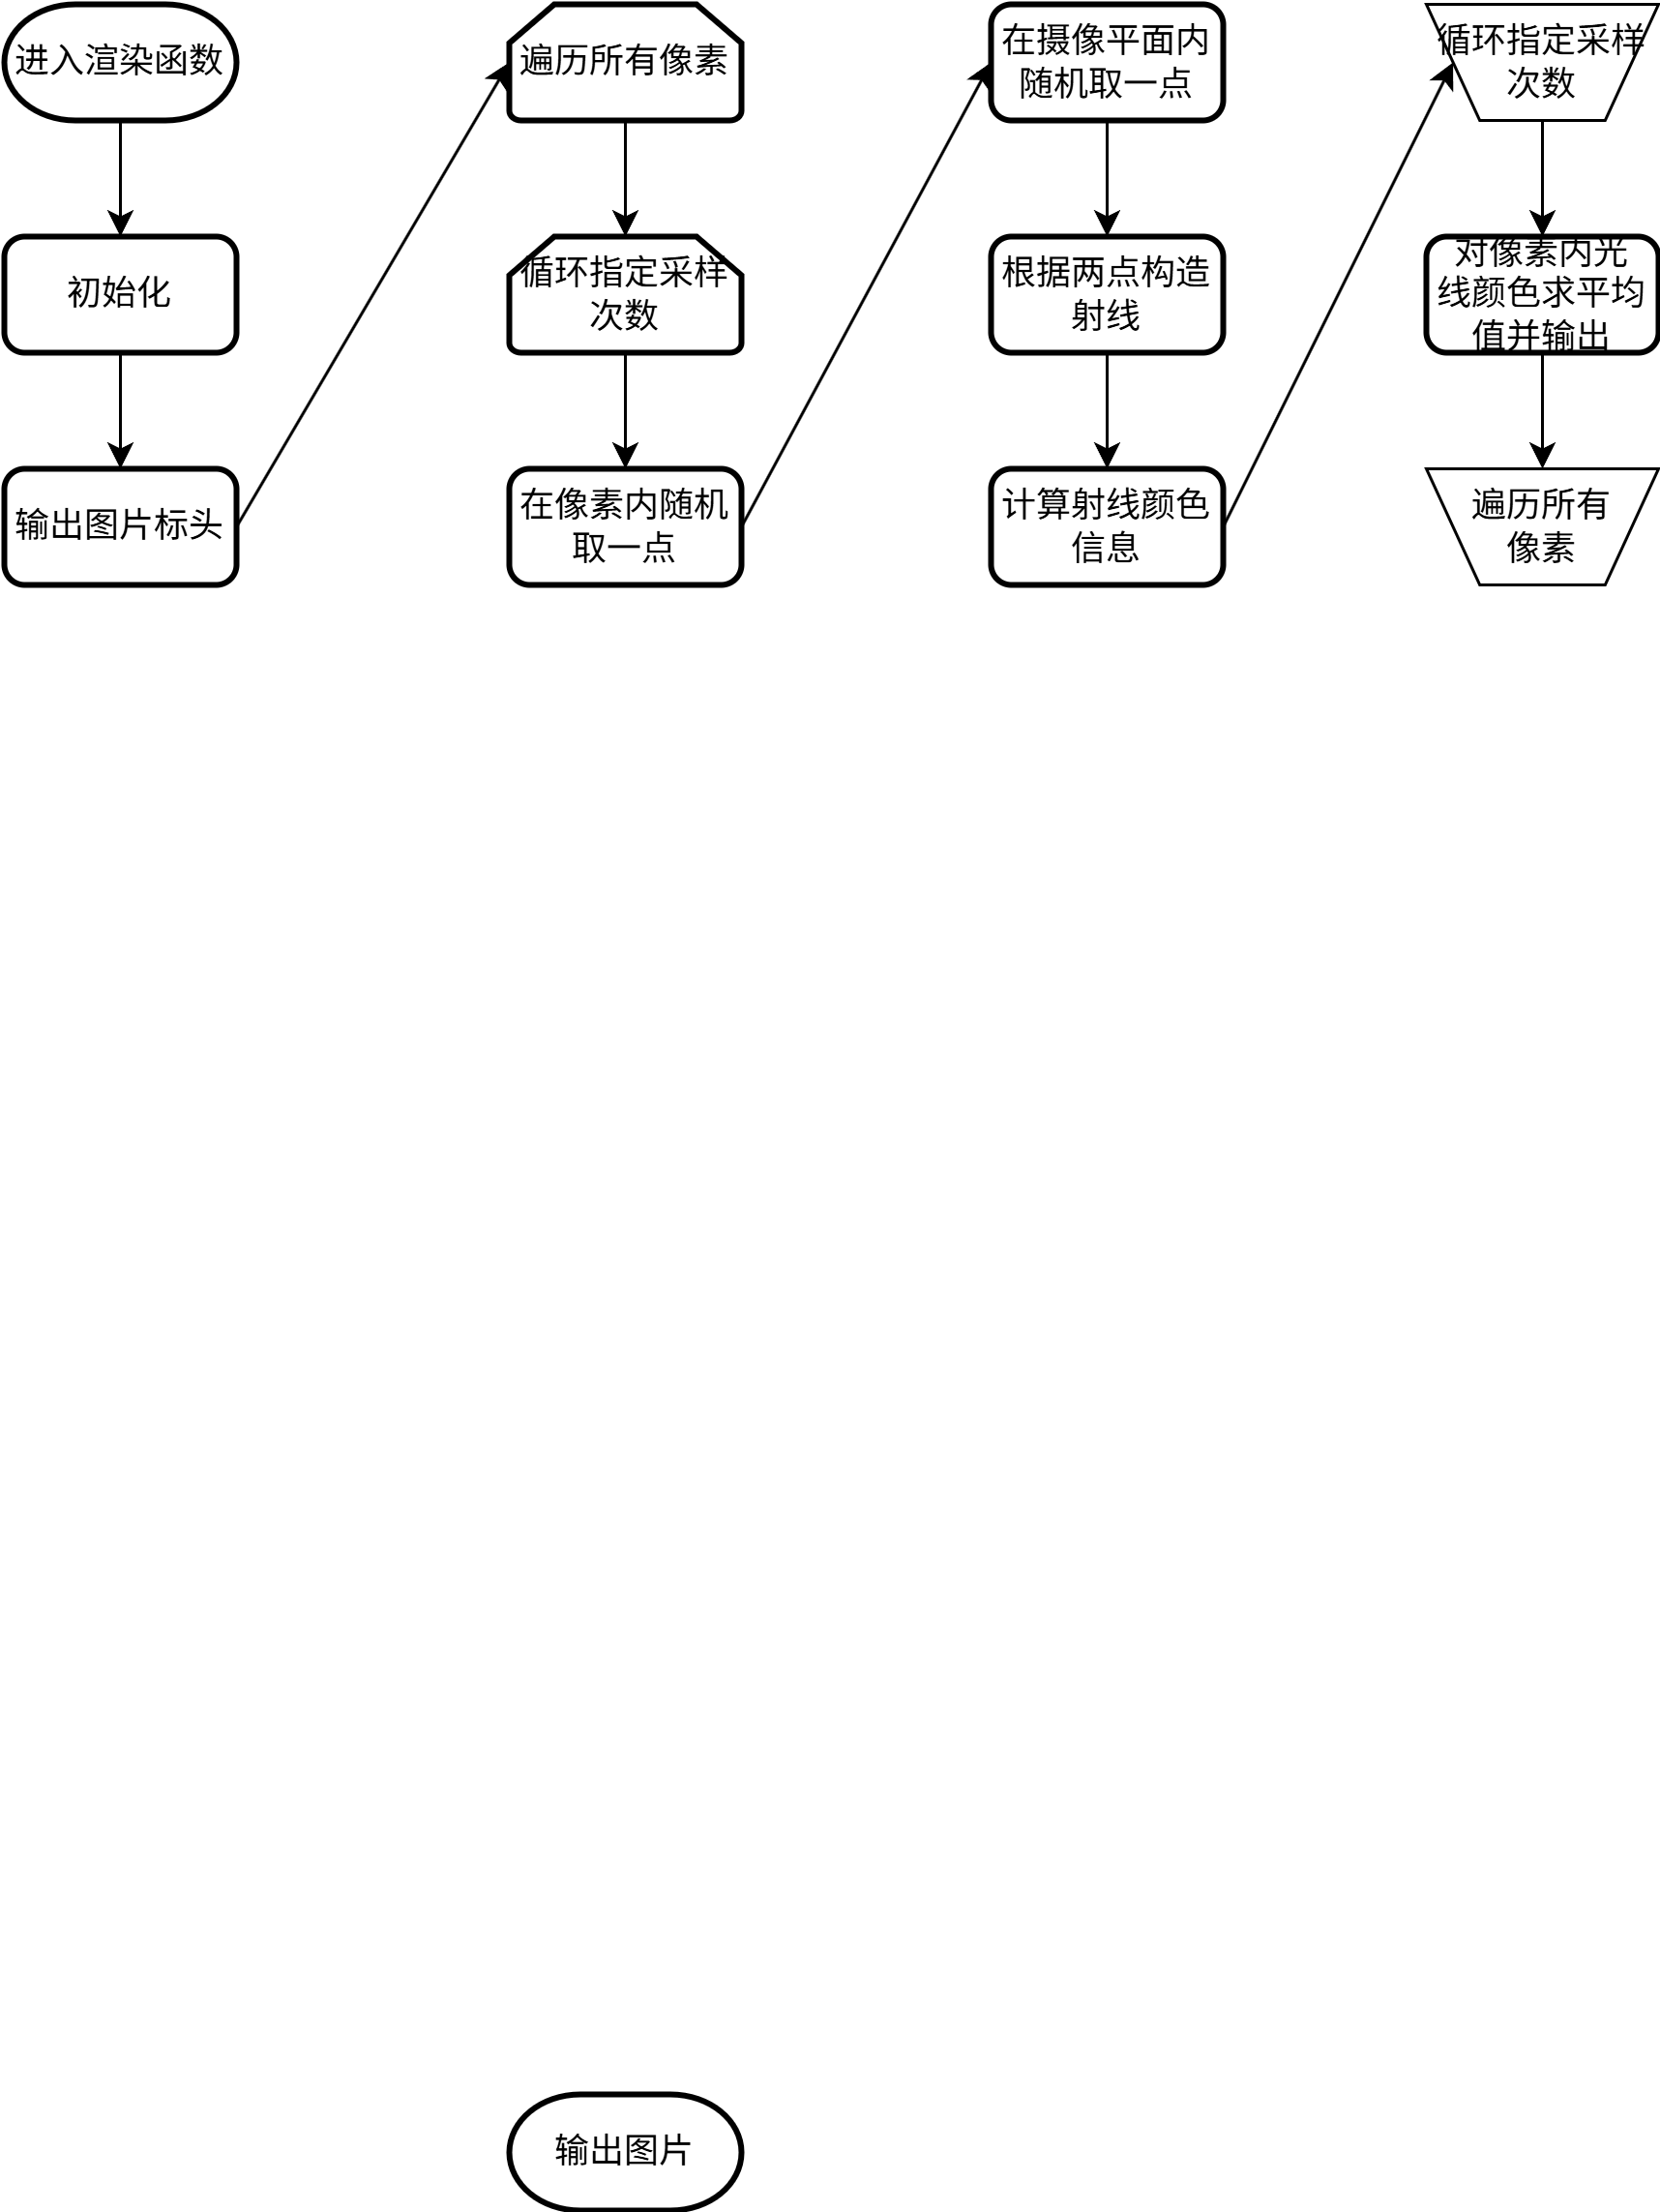 进入渲染函数
初始化
输出图片标头
遍历所有像素
循环指定采样
次数
在像素内随机
取一点
在摄像平面内
随机取一点
根据两点构造
射线
计算射线颜色
信息
循环指定采样
次数
对像素内光
线颜色求平均
值并输出
遍历所有
像素
输出图片